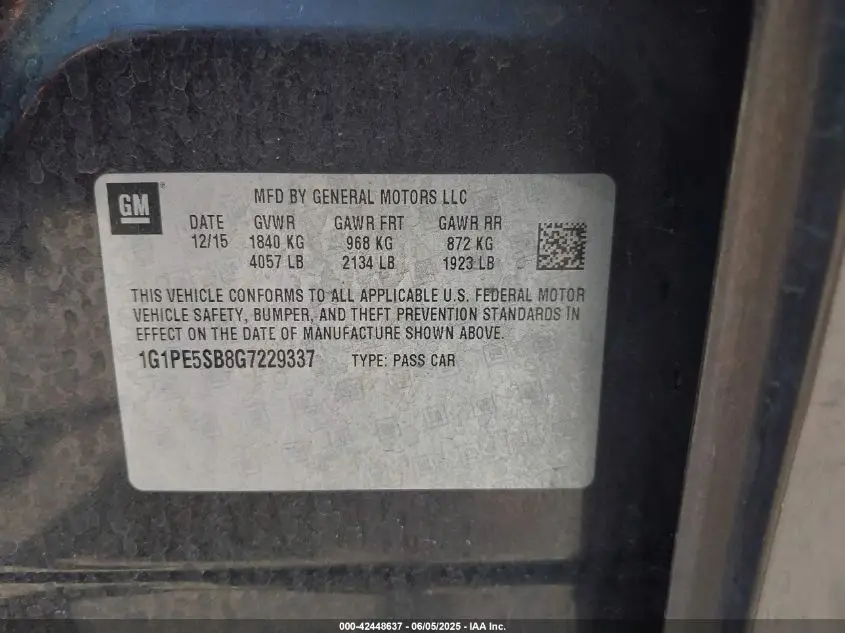 GM
MFD BY GENERAL MOTORS LLC
DATE GVWR GAWR FRT GAWR RR
12/15 1840 KG 968 KG 872 KG
4057 LB 2134 LB 1923 LB
THIS VEHICLE CONFORMS TO ALL APPLICABLE U.S. FEDERAL MOTOR
VEHICLE SAFETY, BUMPER, AND THEFT PREVENTION STANDARDS IN
EFFECT ON THE DATE OF MANUFACTURE SHOWN ABOVE.
1G1PE5SB8G7229337 TYPE: PASS CAR
000-42448637 - 06/05/2025 - IAA Inc.